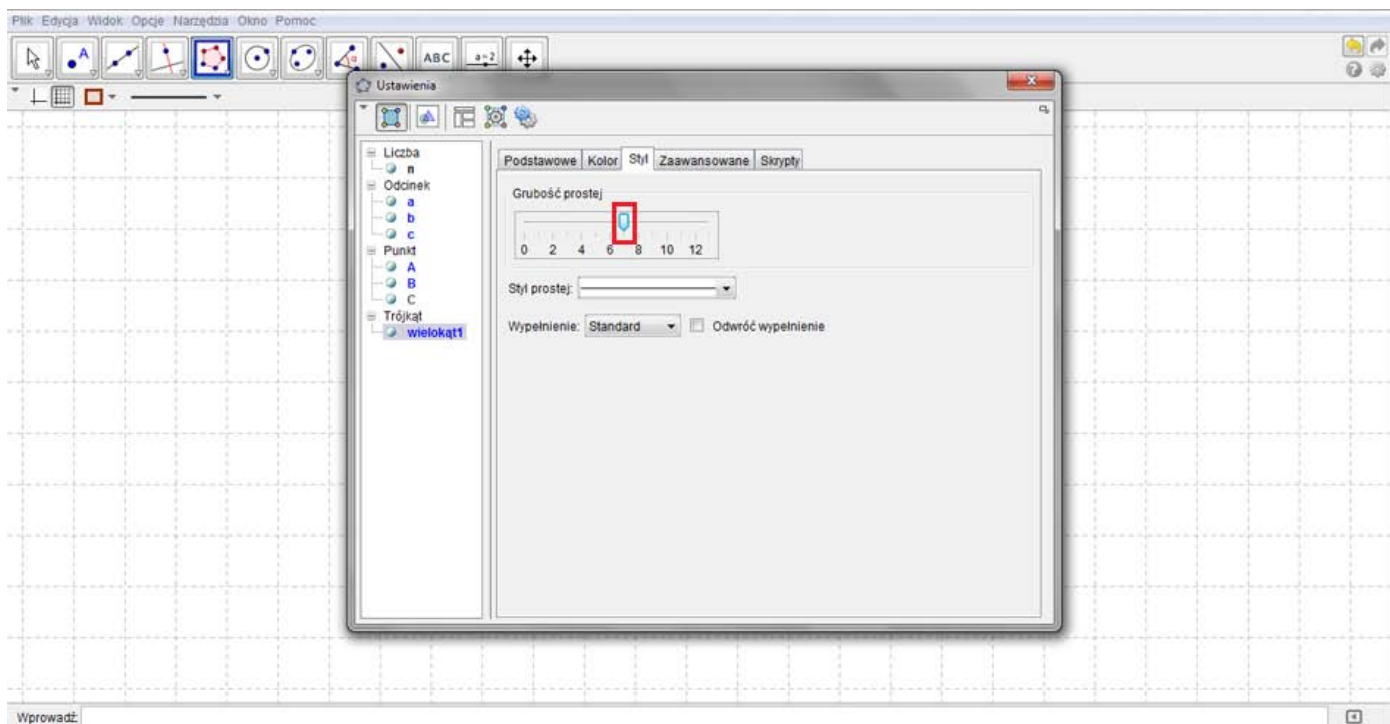 Plik Edycja Widok Opcje Narzędzia Okno Pomoc
A
ABC
a=2
Ustawienia
Liczba
n
Odcinek
a
b
c
Punkt
A
B
C
Trójkąt
wielokąt1
Podstawowe Kolor Styl Zaawansowane Skrypty
Grubość prostej
0 2 4 6 8 10 12
Styl prostej:
Wypełnienie: Standard Odwróć wypełnienie
Wprowadź: